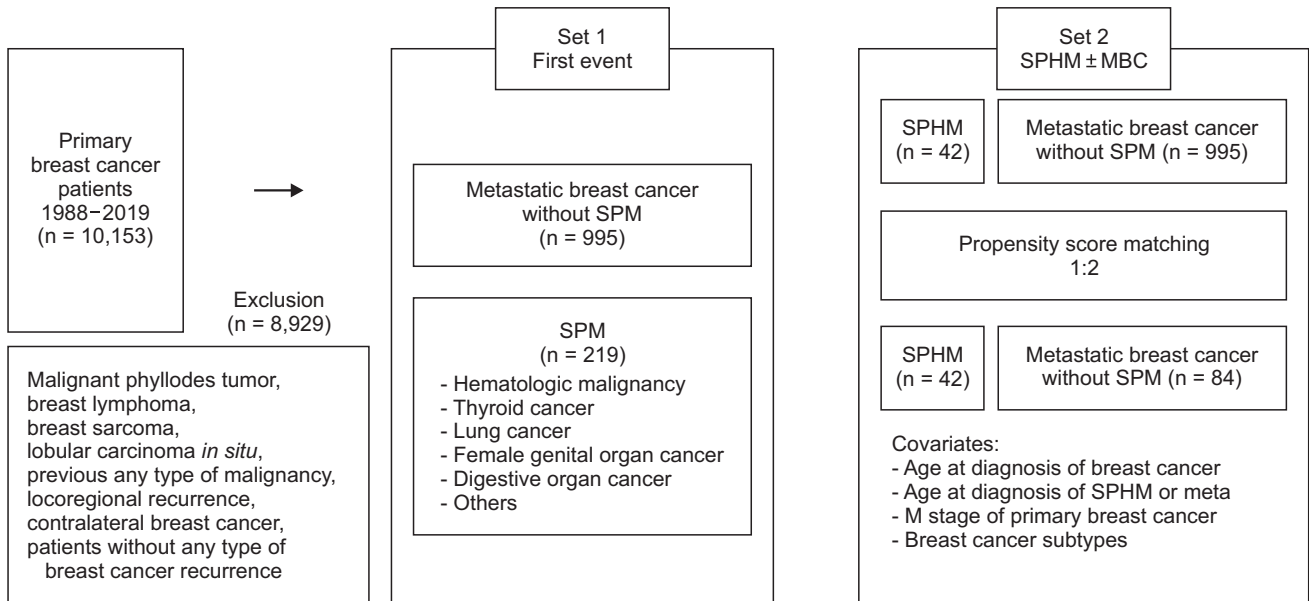 Primary
breast cancer
patients
1988−2019
(n = 10,153)
Exclusion
(n = 8,929)
Malignant phyllodes tumor,
breast lymphoma,
breast sarcoma,
lobular carcinoma in situ,
previous any type of malignancy,
locoregional recurrence,
contralateral breast cancer,
patients without any type of
breast cancer recurrence
Set 1
First event
Metastatic breast cancer
without SPM
(n = 995)
SPM
(n = 219)
- Hematologic malignancy
- Thyroid cancer
- Lung cancer
- Female genital organ cancer
- Digestive organ cancer
- Others
Set 2
SPHM ± MBC
SPHM
(n = 42)
Metastatic breast cancer
without SPM (n = 995)
Propensity score matching
1:2
SPHM
(n = 42)
Metastatic breast cancer
without SPM (n = 84)
Covariates:
- Age at diagnosis of breast cancer
- Age at diagnosis of SPHM or meta
- M stage of primary breast cancer
- Breast cancer subtypes